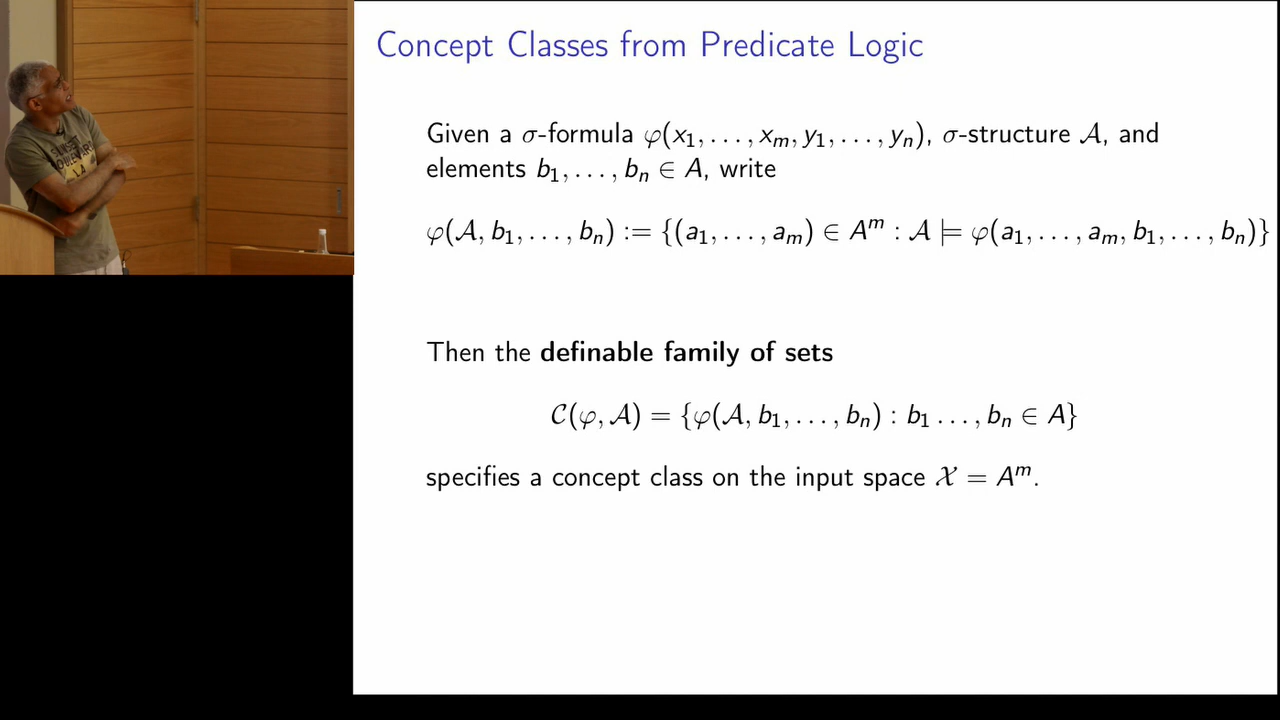 Concept Classes from Predicate Logic
Given a σ-formula φ(x₁, . . . , xₘ, y₁, . . . , yₙ), σ-structure 𝒜, and
elements b₁, . . . , bₙ ∈ A, write
φ(𝒜, b₁, . . . , bₙ) := {(a₁, . . . , aₘ) ∈ Aᵐ : 𝒜 ⊨ φ(a₁, . . . , aₘ, b₁, . . . , bₙ)}
Then the definable family of sets
𝒞(φ, 𝒜) = {φ(𝒜, b₁, . . . , bₙ) : b₁ . . . , bₙ ∈ A}
specifies a concept class on the input space 𝒳 = Aᵐ.